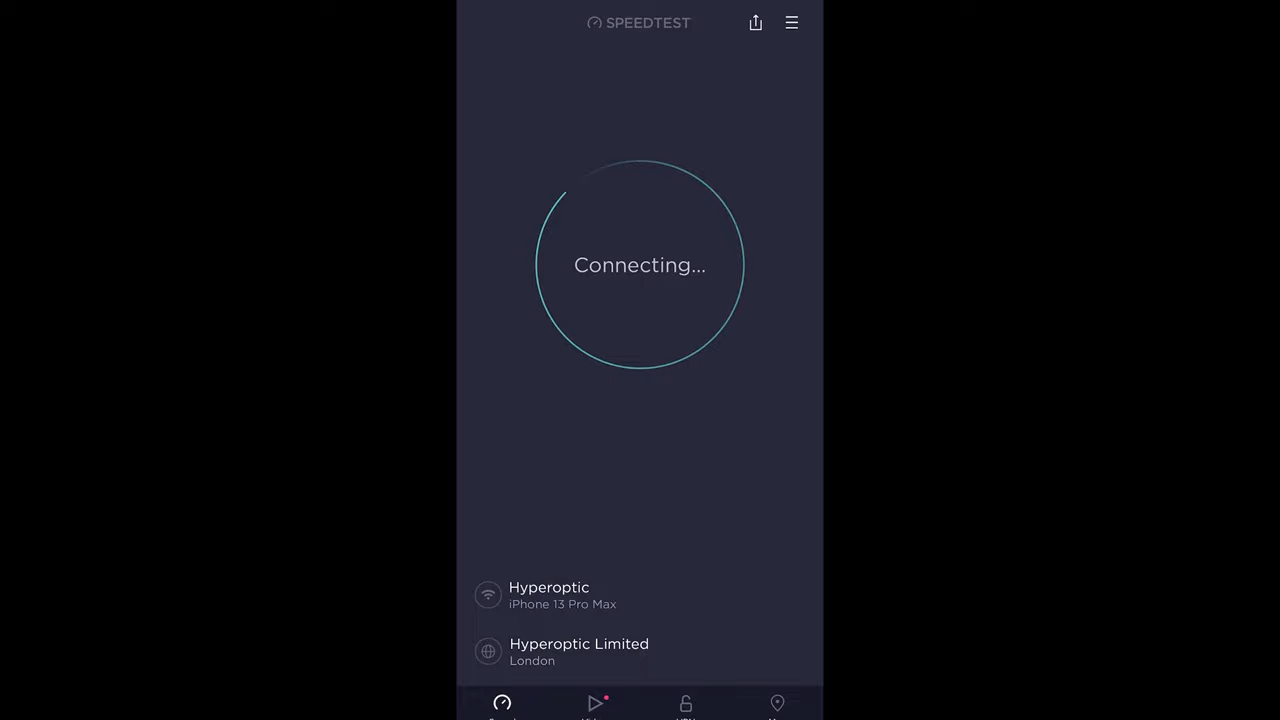 SPEEDTEST
Connecting...
Hyperoptic
iPhone 13 Pro Max
Hyperoptic Limited
London